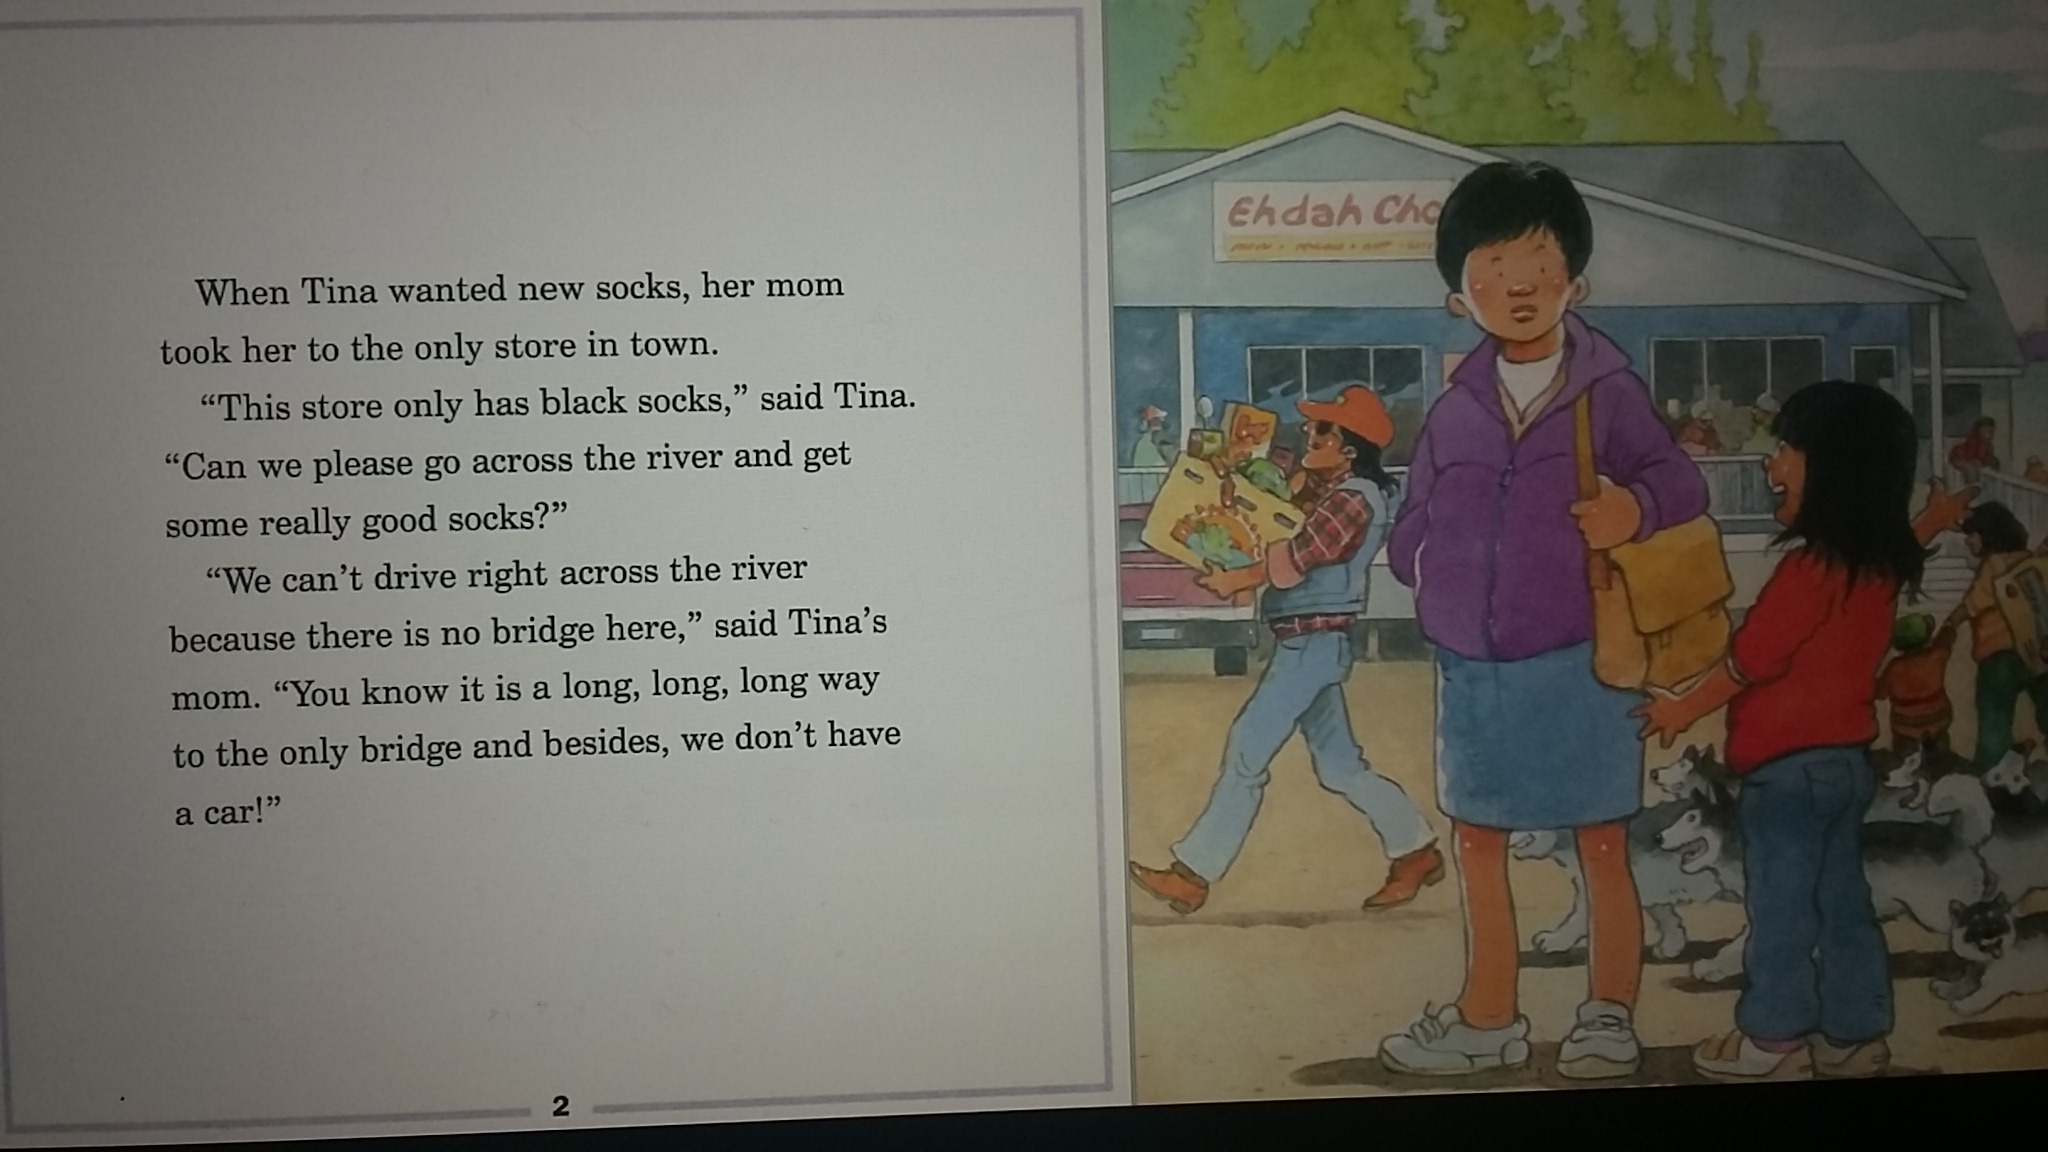 When Tina wanted new socks, her mom
took her to the only store in town.
“This store only has black socks,” said Tina.
“Can we please go across the river and get
some really good socks?”
“We can’t drive right across the river
because there is no bridge here,” said Tina’s
mom. “You know it is a long, long, long way
to the only bridge and besides, we don’t have
a car!”
2
Ehdah Cho